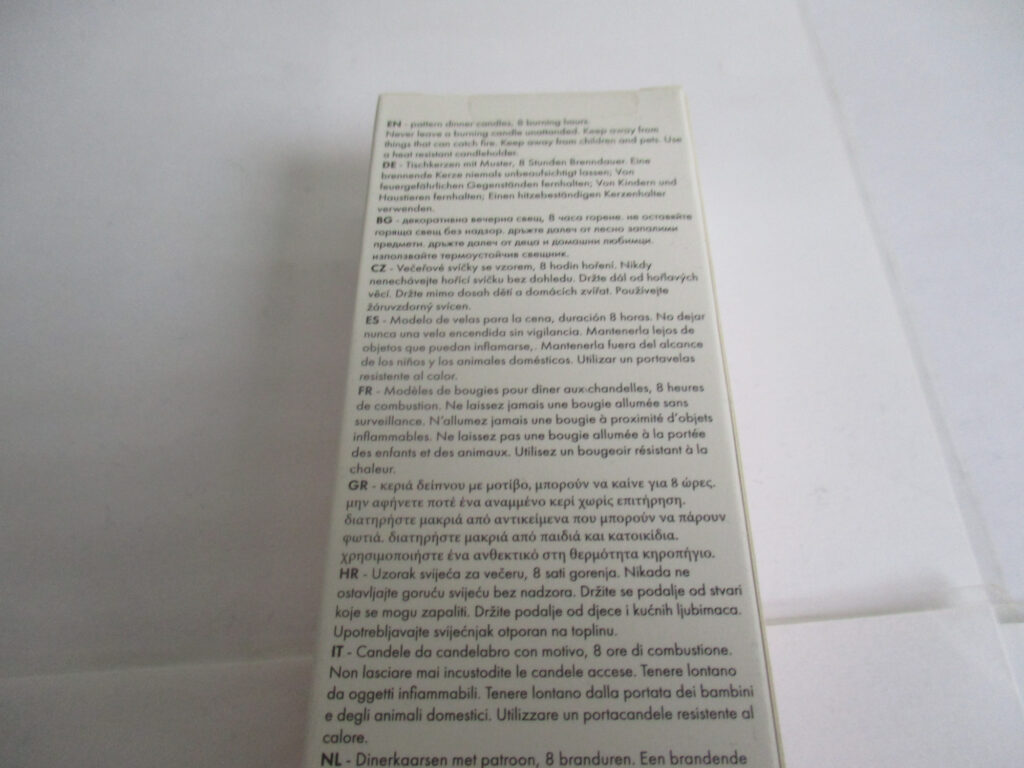 EN - pattern dinner candles, 8 burning hours.
Never leave a burning candle unattended. Keep away from
things that can catch fire. Keep away from children and pets. Use
a heat resistant candleholder.
DE - Tischkerzen mit Muster, 8 Stunden Brenndauer. Eine
brennende Kerze niemals unbeaufsichtigt lassen; Von
feuergefährlichen Gegenständen fernhalten; Von Kindern und
Haustieren fernhalten; Einen hitzebeständigen Kerzenhalter
verwenden.
BG - декоративна вечерна свещ, 8 часа горене. не оставяйте
горяща свещ без надзор. дръжте далеч от лесно запалими
предмети. дръжте далеч от деца и домашни любимци.
използвайте термоустойчив свещник.
CZ - Večeřové svíčky se vzorem, 8 hodin hoření. Nikdy
nenechávejte hořící svíčku bez dohledu. Držte dál od hořlavých
věcí. Držte mimo dosah dětí a domácích zvířat. Používejte
žáruvzdorný svícen.
ES - Modelo de velas para la cena, duración 8 horas. No dejar
nunca una vela encendida sin vigilancia. Mantenerla lejos de
objetos que puedan inflamarse,. Mantenerla fuera del alcance
de los niños y los animales domésticos. Utilizar un portavelas
resistente al calor.
FR - Modèles de bougies pour dîner aux chandelles, 8 heures
de combustion. Ne laissez jamais une bougie allumée sans
surveillance. N'allumez jamais une bougie à proximité d'objets
inflammables. Ne laissez pas une bougie allumée à la portée
des enfants et des animaux. Utilisez un bougeoir résistant à la
chaleur.
GR - κεριά δείπνου με μοτίβο, μπορούν να καίνε για 8 ώρες.
μην αφήνετε ποτέ ένα αναμμένο κερί χωρίς επιτήρηση.
διατηρήστε μακριά από αντικείμενα που μπορούν να πάρουν
φωτιά. διατηρήστε μακριά από παιδιά και κατοικίδια.
χρησιμοποιήστε ένα ανθεκτικό στη θερμότητα κηροπήγιο.
HR - Uzorak svijeća za večeru, 8 sati gorenja. Nikada ne
ostavljajte goruću svijeću bez nadzora. Držite se podalje od stvari
koje se mogu zapaliti. Držite podalje od djece i kućnih ljubimaca.
Upotrebljavajte svijećnjak otporan na toplinu.
IT - Candele da candelabro con motivo, 8 ore di combustione.
Non lasciare mai incustodite le candele accese. Tenere lontano
da oggetti infiammabili. Tenere lontano dalla portata dei bambini
e degli animali domestici. Utilizzare un portacandele resistente al
calore.
NL - Dinerkaarsen met patroon, 8 branduren. Een brandende